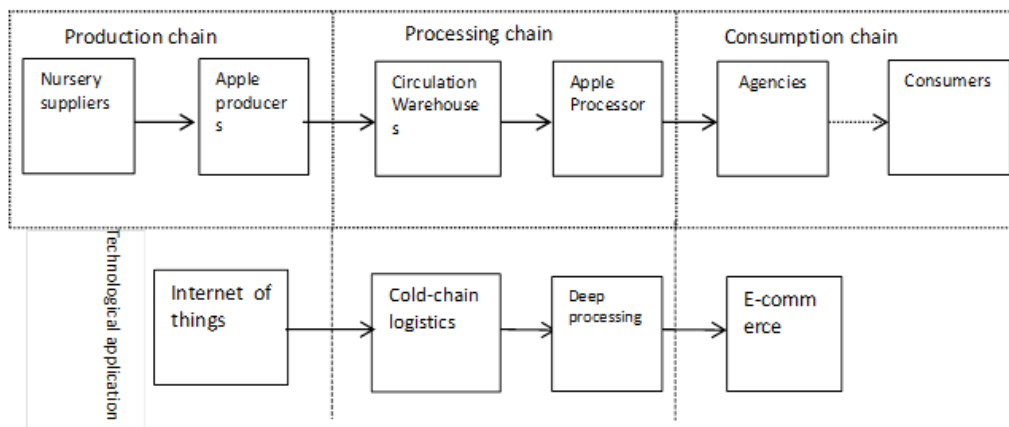 Production chain
Processing chain
Consumption chain
Nursery
suppliers
Apple
producer
s
Circulation
Warehouse
s
Apple
Processor
Agencies
Consumers
Technological application
Internet of
things
Cold-chain
logistics
Deep
processing
E-comm
erce